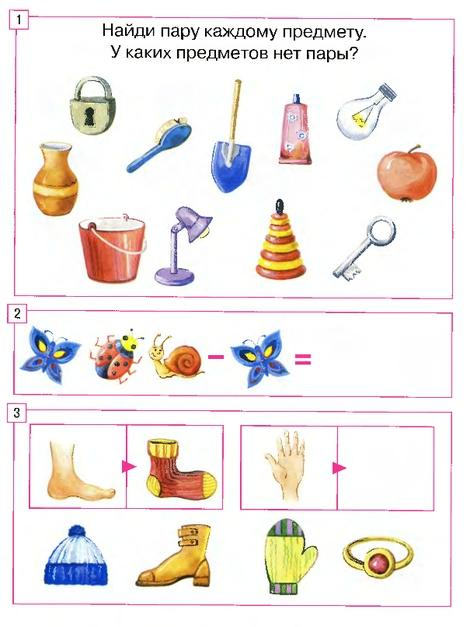 1
Найди пару каждому предмету.
У каких предметов нет пары?
2
– =
3